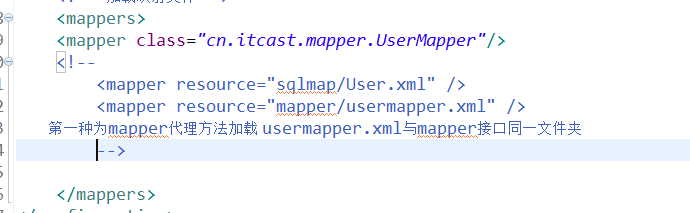 <mappers>
<mapper class="cn.itcast.mapper.UserMapper"/>
<!--
<mapper resource="sqlmap/User.xml" />
<mapper resource="mapper/usermapper.xml" />
第一种为mapper代理方法加载 usermapper.xml与mapper接口同一文件夹
-->
</mappers>